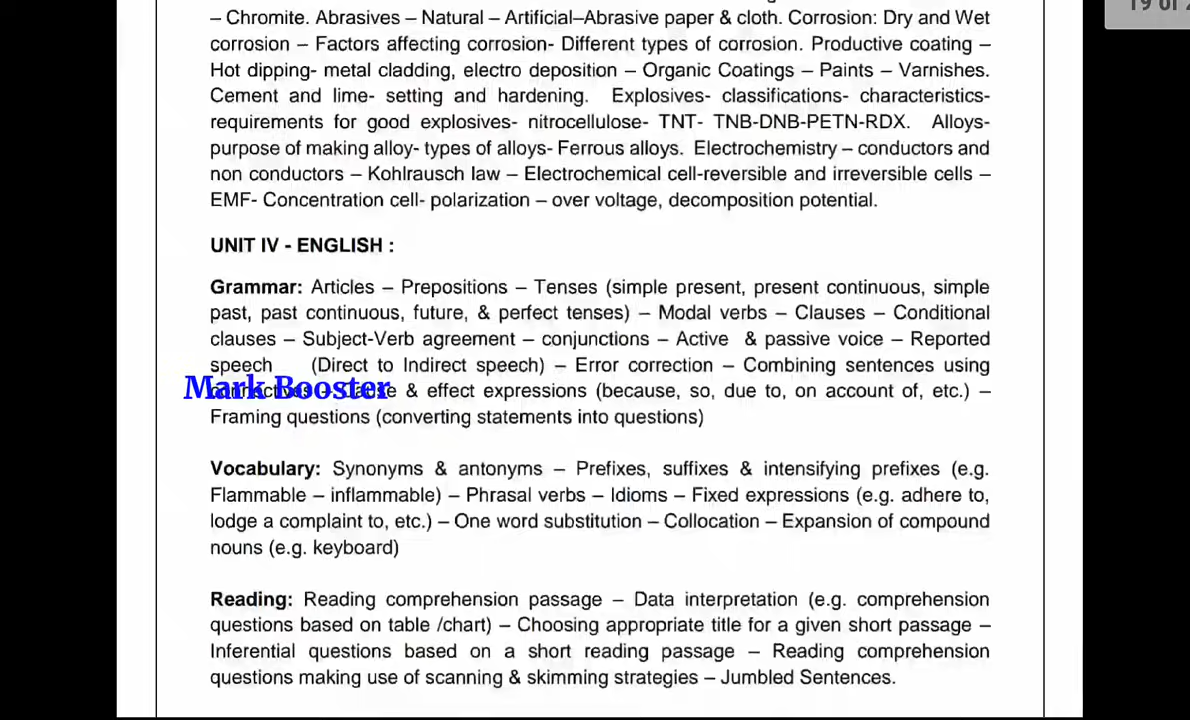 19 of
– Chromite. Abrasives – Natural – Artificial–Abrasive paper & cloth. Corrosion: Dry and Wet
corrosion – Factors affecting corrosion- Different types of corrosion. Productive coating –
Hot dipping- metal cladding, electro deposition – Organic Coatings – Paints – Varnishes.
Cement and lime- setting and hardening. Explosives- classifications- characteristics-
requirements for good explosives- nitrocellulose- TNT- TNB-DNB-PETN-RDX. Alloys-
purpose of making alloy- types of alloys- Ferrous alloys. Electrochemistry – conductors and
non conductors – Kohlrausch law – Electrochemical cell-reversible and irreversible cells –
EMF- Concentration cell- polarization – over voltage, decomposition potential.
UNIT IV - ENGLISH :
Grammar: Articles – Prepositions – Tenses (simple present, present continuous, simple
past, past continuous, future, & perfect tenses) – Modal verbs – Clauses – Conditional
clauses – Subject-Verb agreement – conjunctions – Active & passive voice – Reported
speech (Direct to Indirect speech) – Error correction – Combining sentences using
Mark Booster
& effect expressions (because, so, due to, on account of, etc.) –
Framing questions (converting statements into questions)
Vocabulary: Synonyms & antonyms – Prefixes, suffixes & intensifying prefixes (e.g.
Flammable – inflammable) – Phrasal verbs – Idioms – Fixed expressions (e.g. adhere to,
lodge a complaint to, etc.) – One word substitution – Collocation – Expansion of compound
nouns (e.g. keyboard)
Reading: Reading comprehension passage – Data interpretation (e.g. comprehension
questions based on table /chart) – Choosing appropriate title for a given short passage –
Inferential questions based on a short reading passage – Reading comprehension
questions making use of scanning & skimming strategies – Jumbled Sentences.